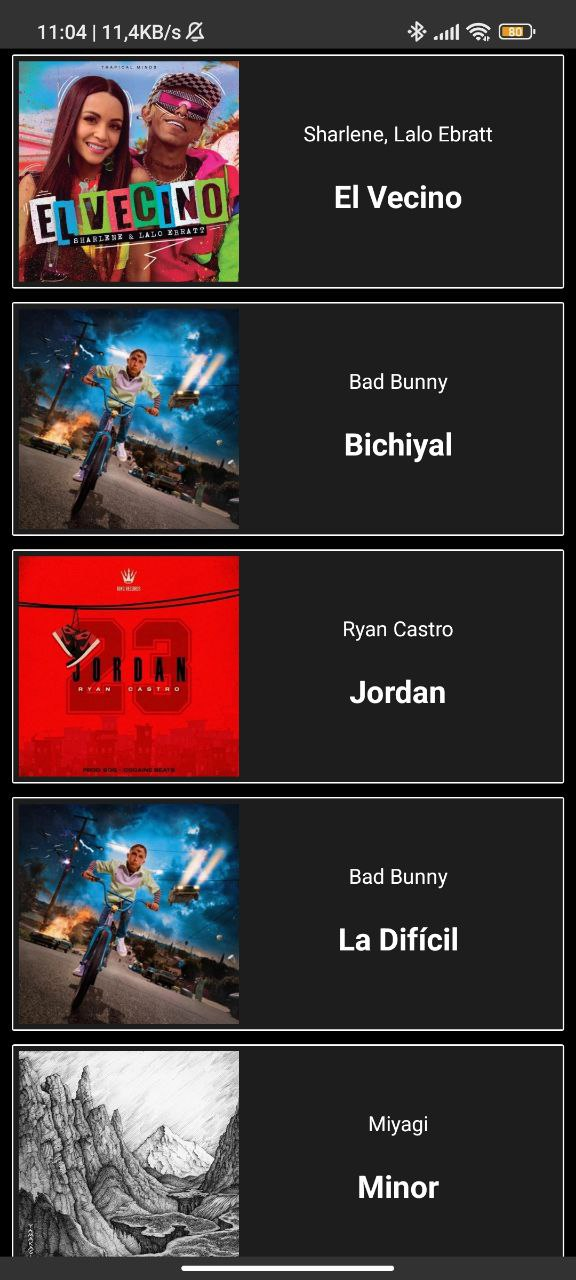 11:04 | 11,4KB/s
80
TRAPICAL MINDS
EL VECINO
SHARLENE & LALO EBRATT
Sharlene, Lalo Ebratt
El Vecino
Bad Bunny
Bichiyal
23
JORDAN
RYAN CASTRO
Ryan Castro
Jordan
Bad Bunny
La Difícil
Miyagi
Minor